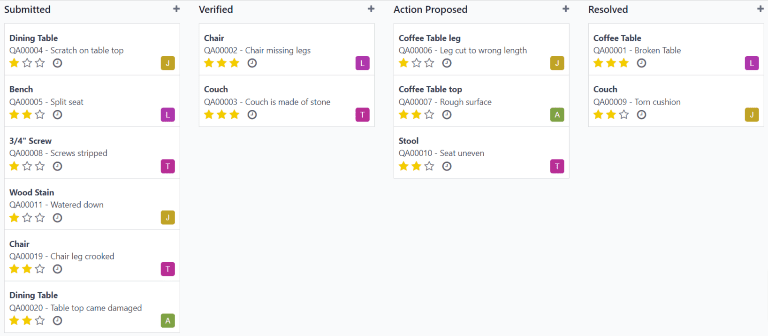 Submitted +
Dining Table
QA00004 - Scratch on table top
J
Bench
QA00005 - Split seat
L
3/4" Screw
QA00008 - Screws stripped
T
Wood Stain
QA00011 - Watered down
J
Chair
QA00019 - Chair leg crooked
T
Dining Table
QA00020 - Table top came damaged
A
Verified +
Chair
QA00002 - Chair missing legs
L
Couch
QA00003 - Couch is made of stone
T
Action Proposed +
Coffee Table leg
QA00006 - Leg cut to wrong length
J
Coffee Table top
QA00007 - Rough surface
A
Stool
QA00010 - Seat uneven
T
Resolved +
Coffee Table
QA00001 - Broken Table
L
Couch
QA00009 - Torn cushion
J